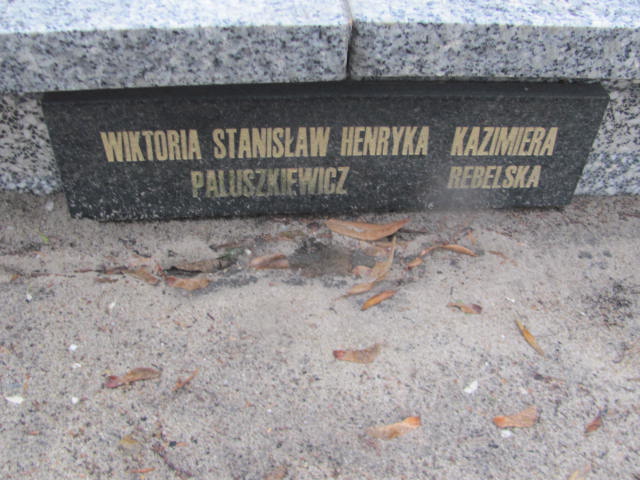 WIKTORIA STANISŁAW HENRYKA KAZIMIERA
PALUSZKIEWICZ REBELSKA